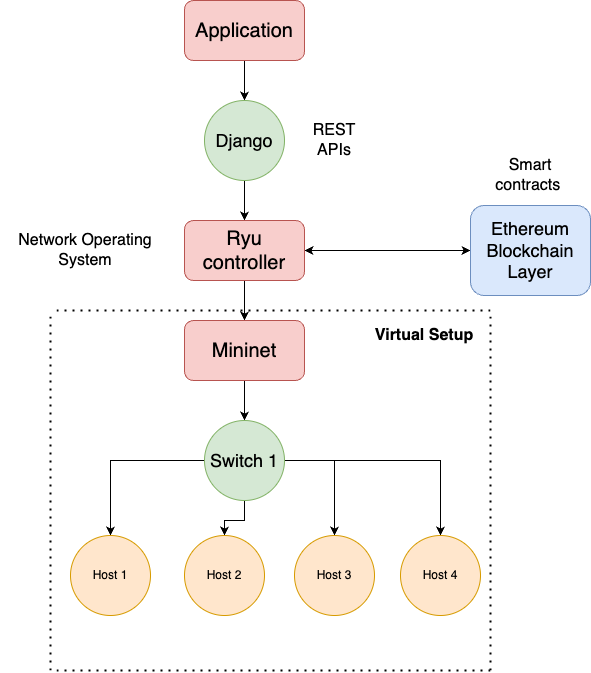 Application
Django
REST
APIs
Smart
contracts
Network Operating
System
Ryu
controller
Ethereum
Blockchain
Layer
Virtual Setup
Mininet
Switch 1
Host 1
Host 2
Host 3
Host 4